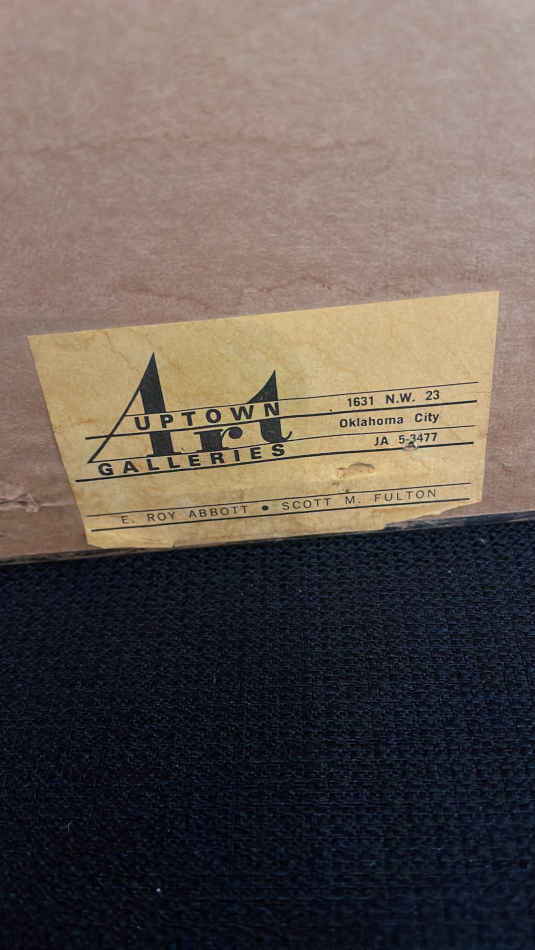 UPTOWN
Art
GALLERIES
1631 N.W. 23
Oklahoma City
JA 5-3477
E. ROY ABBOTT • SCOTT M. FULTON